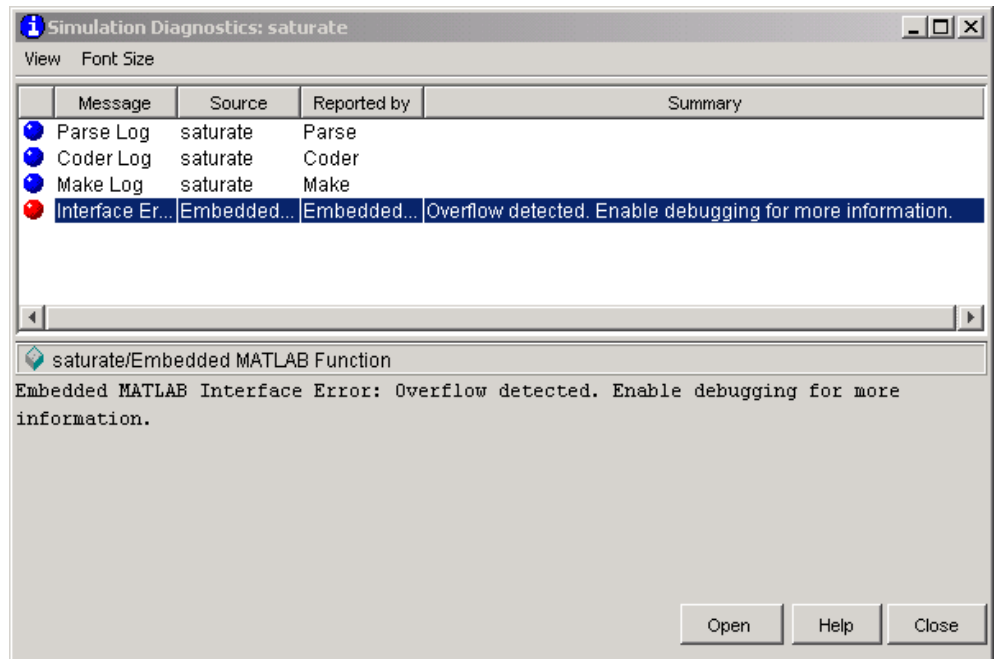 Simulation Diagnostics: saturate
View Font Size
Message Source Reported by Summary
Parse Log saturate Parse
Coder Log saturate Coder
Make Log saturate Make
Interface Er... Embedded... Embedded... Overflow detected. Enable debugging for more information.
saturate/Embedded MATLAB Function
Embedded MATLAB Interface Error: Overflow detected. Enable debugging for more
information.
Open Help Close